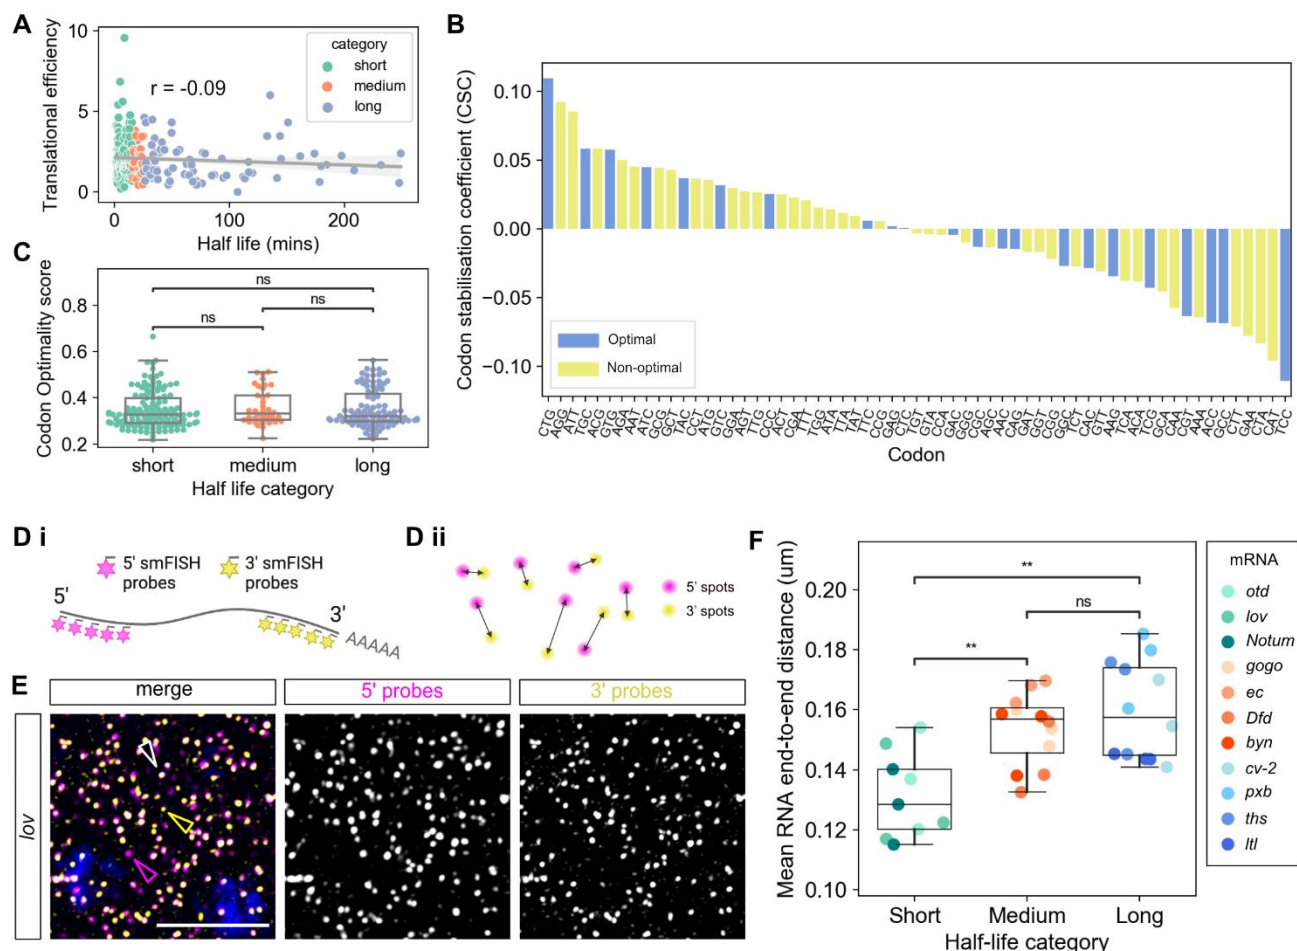 A
Translational efficiency
10
5
0
r = -0.09
category
short
medium
long
0
100
200
Half life (mins)
B
Codon stabilisation coefficient (CSC)
0.10
0.05
0.00
−0.05
−0.10
Optimal
Non-optimal
CTG AGG ATT TGC ACG GTG AGA AAT ATC GCG GCT TAC CCT ATG GTC GGA AGT TTG CCC ACT CGA TTT TGG ATA TTA TAT TTC CCG GAG CTC TGT GTA GAC GGG CGC AGC AAC CAG GAT GGT CGG GGC TCT CAC GTT AAG TCA ACA TCG GCA CAA CGT AAA ACC GCC CTT GAA CTA CAT TCC
Codon
C
Codon Optimality score
0.8
0.6
0.4
0.2
ns
ns
ns
short
medium
long
Half life category
D i
5' smFISH
probes
3' smFISH
probes
5'
3'
AAAAA
D ii
5' spots
3' spots
E
merge
5' probes
3' probes
lov
F
Mean RNA end-to-end distance (um)
0.20
0.18
0.16
0.14
0.12
0.10
**
ns
**
Short
Medium
Long
Half-life category
mRNA
otd
lov
Notum
gogo
ec
Dfd
byn
cv-2
pxb
ths
ltl